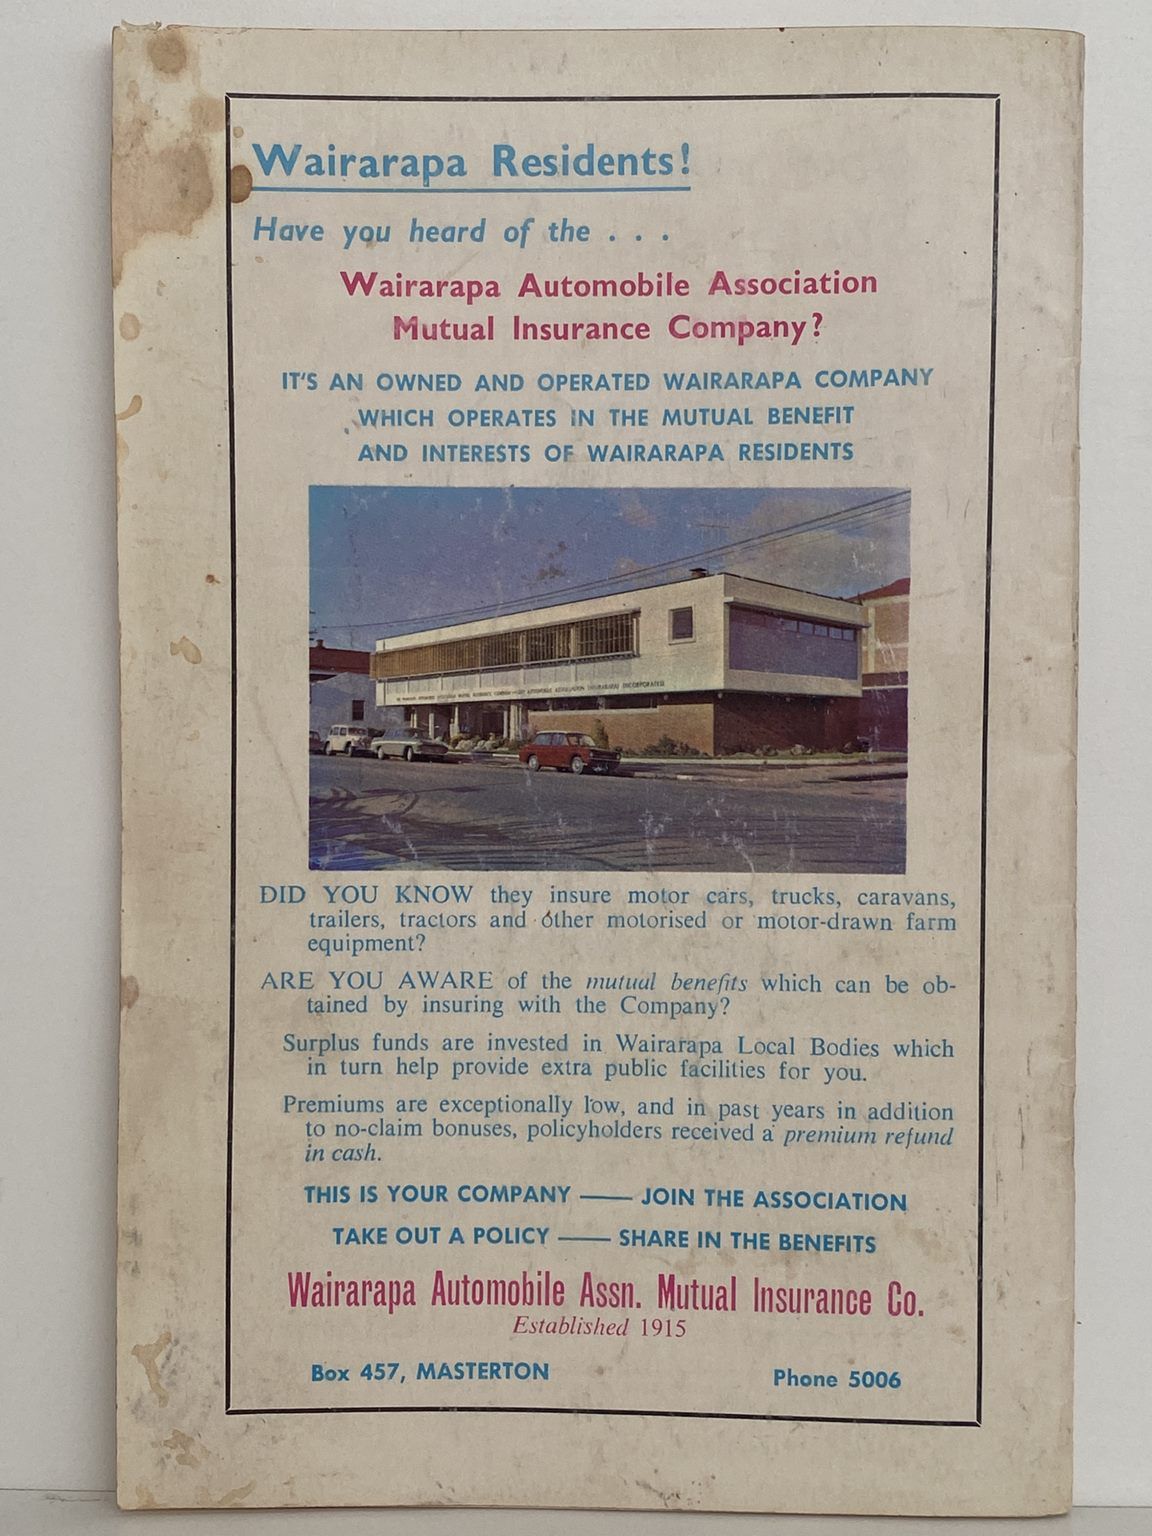 Wairarapa Residents!
Have you heard of the . . .
Wairarapa Automobile Association
Mutual Insurance Company?
IT'S AN OWNED AND OPERATED WAIRARAPA COMPANY
WHICH OPERATES IN THE MUTUAL BENEFIT
AND INTERESTS OF WAIRARAPA RESIDENTS
DID YOU KNOW they insure motor cars, trucks, caravans,
trailers, tractors and other motorised or motor-drawn farm
equipment?
ARE YOU AWARE of the mutual benefits which can be ob-
tained by insuring with the Company?
Surplus funds are invested in Wairarapa Local Bodies which
in turn help provide extra public facilities for you.
Premiums are exceptionally low, and in past years in addition
to no-claim bonuses, policyholders received a premium refund
in cash.
THIS IS YOUR COMPANY —— JOIN THE ASSOCIATION
TAKE OUT A POLICY —— SHARE IN THE BENEFITS
Wairarapa Automobile Assn. Mutual Insurance Co.
Established 1915
Box 457, MASTERTON Phone 5006